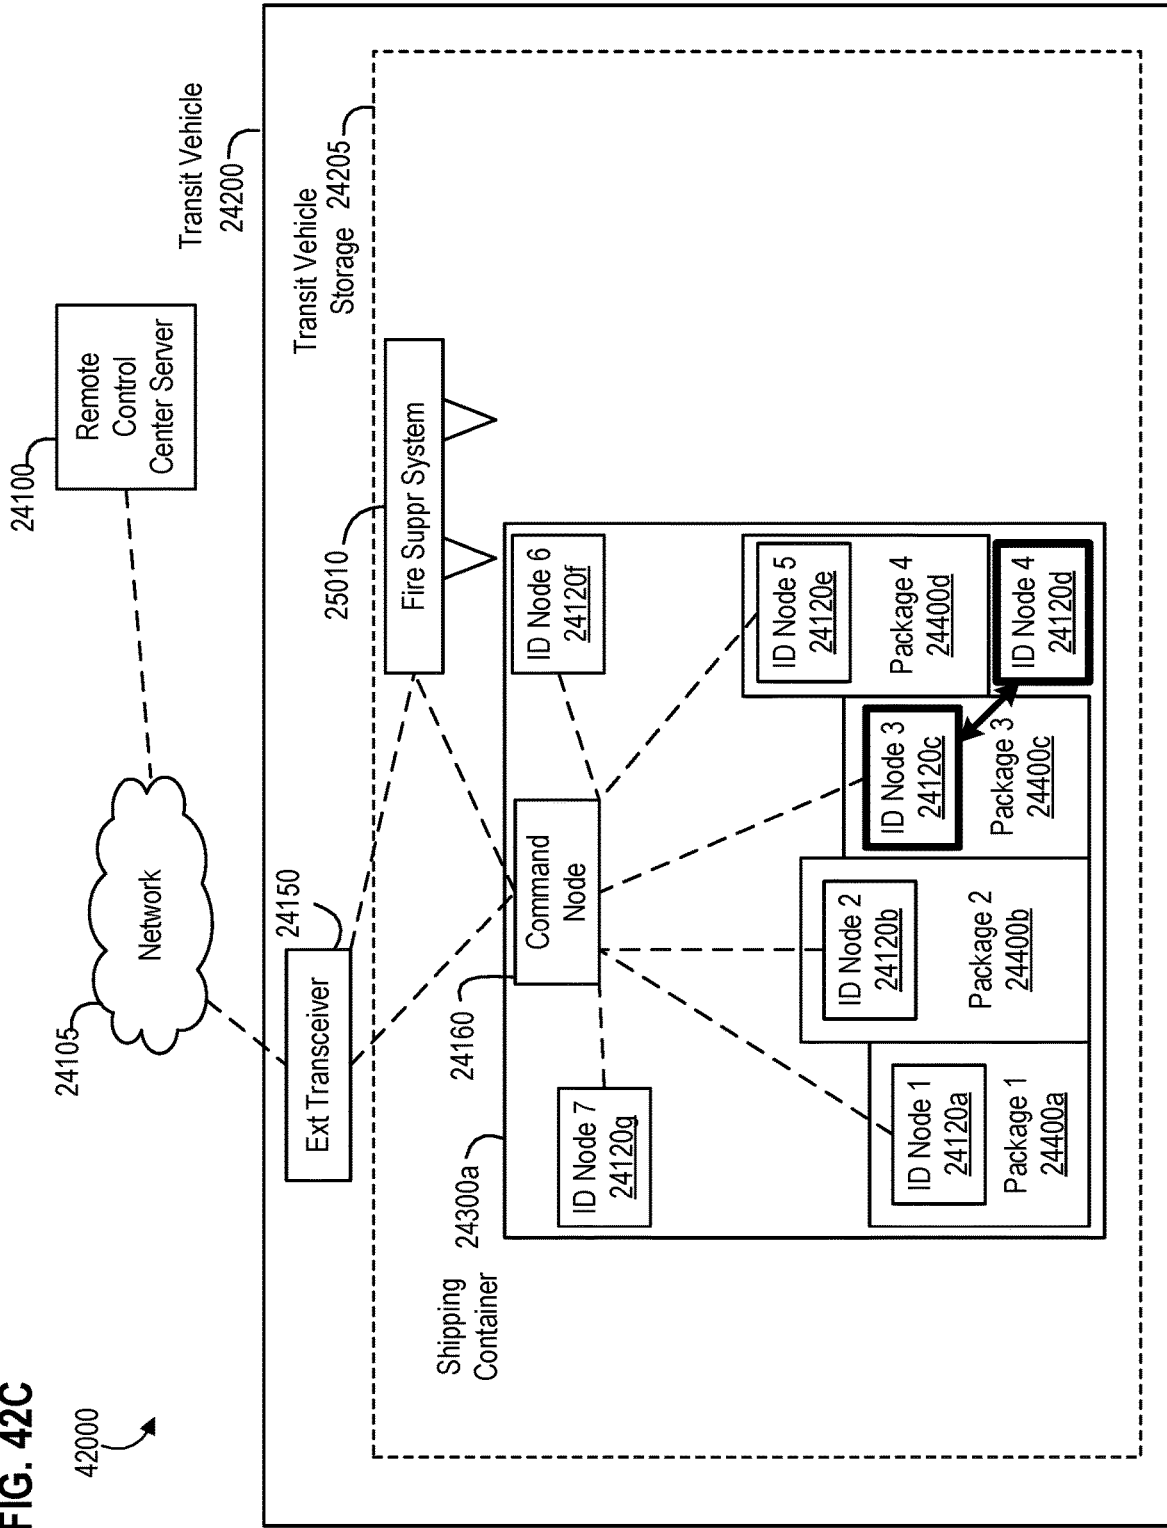 FIG. 42C
42000
24105
Network
24100
Remote
Control
Center Server
Transit Vehicle
24200
Ext Transceiver
24150
Transit Vehicle
Storage 24205
25010
Fire Suppr System
Shipping
Container
24300a
24160
Command
Node
ID Node 7
24120g
ID Node 6
24120f
ID Node 1
24120a
Package 1
24400a
ID Node 2
24120b
Package 2
24400b
ID Node 3
24120c
Package 3
24400c
ID Node 5
24120e
Package 4
24400d
ID Node 4
24120d